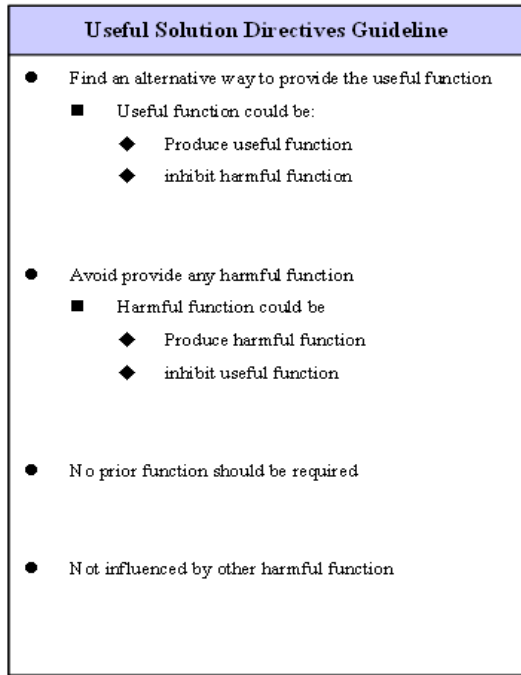 Useful Solution Directives Guideline
● Find an alternative way to provide the useful function
■ Useful function could be:
◆ Produce useful function
◆ inhibit harmful function
● Avoid provide any harmful function
■ Harmful function could be
◆ Produce harmful function
◆ inhibit useful function
● No prior function should be required
● Not influenced by other harmful function